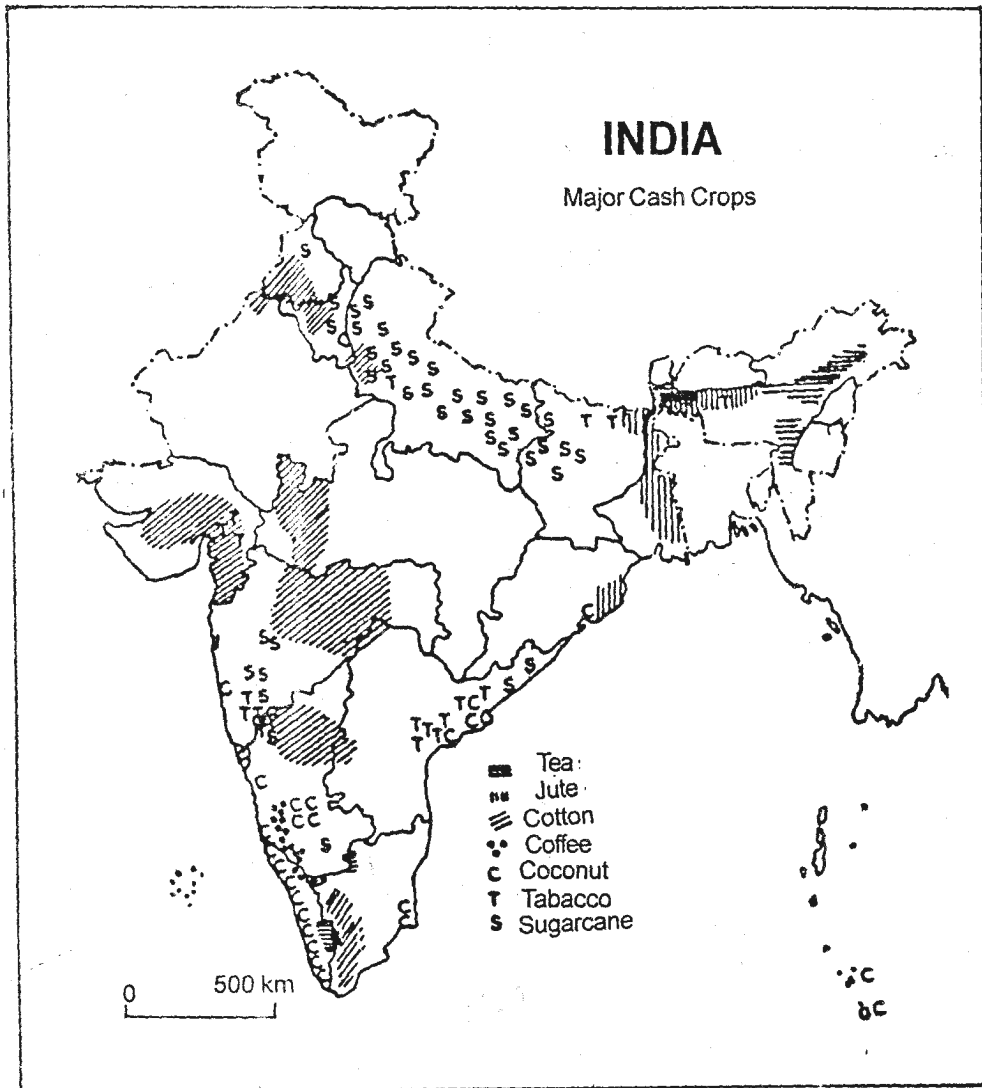 INDIA
Major Cash Crops
Tea
Jute
Cotton
Coffee
C Coconut
T Tabacco
S Sugarcane
0 500 km